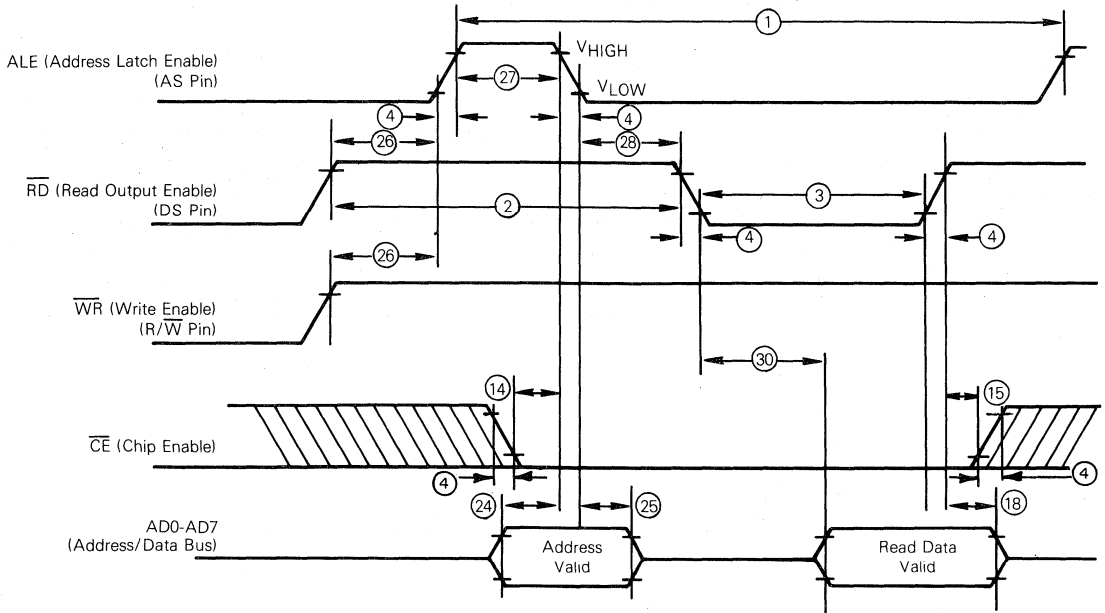 1
ALE (Address Latch Enable)
(AS Pin)
VHIGH
27
VLOW
4
4
26
28
RD (Read Output Enable)
(DS Pin)
2
3
4
4
26
WR (Write Enable)
(R/W Pin)
30
14
15
CE (Chip Enable)
4
4
24
25
18
AD0-AD7
(Address/Data Bus)
Address
Valid
Read Data
Valid